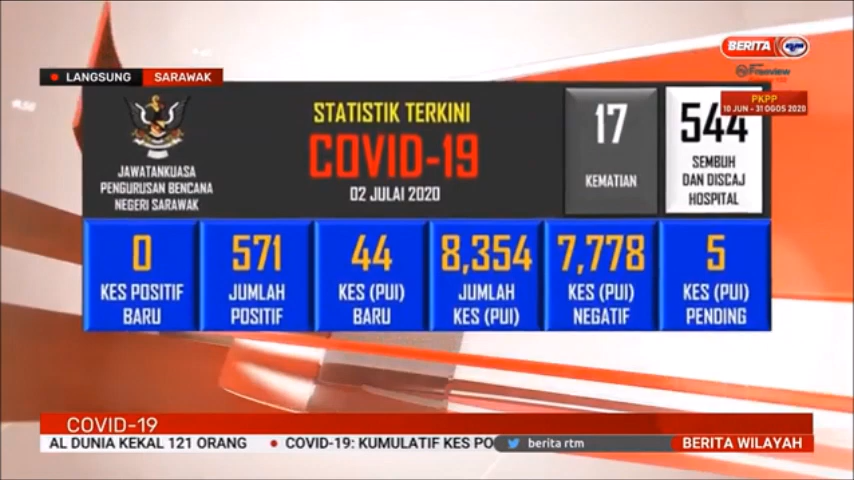 BERITA
Freeview
LANGSUNG
SARAWAK
PKPP
10 JUN - 31 OGOS 2020
JAWATANKUASA
PENGURUSAN BENCANA
NEGERI SARAWAK
STATISTIK TERKINI
COVID-19
02 JULAI 2020
17
KEMATIAN
544
SEMBUH
DAN DISCAJ
HOSPITAL
0
KES POSITIF
BARU
571
JUMLAH
POSITIF
44
KES (PUI)
BARU
8,354
JUMLAH
KES (PUI)
7,778
KES (PUI)
NEGATIF
5
KES (PUI)
PENDING
COVID-19
AL DUNIA KEKAL 121 ORANG • COVID-19: KUMULATIF KES PO
berita rtm
BERITA WILAYAH